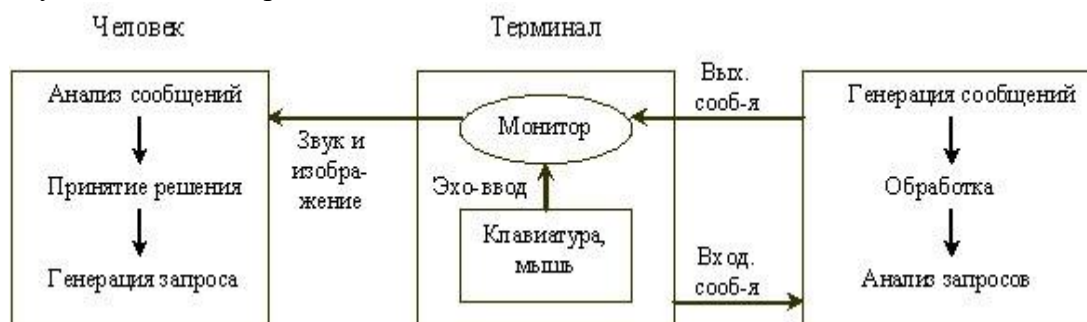 Человек
Терминал
Анализ сообщений
Принятие решения
Генерация запроса
Звук и
изобра-
жение
Монитор
Эхо-ввод
Клавиатура,
мышь
Вых.
сооб-я
Вход.
сооб-я
Генерация сообщений
Обработка
Анализ запросов